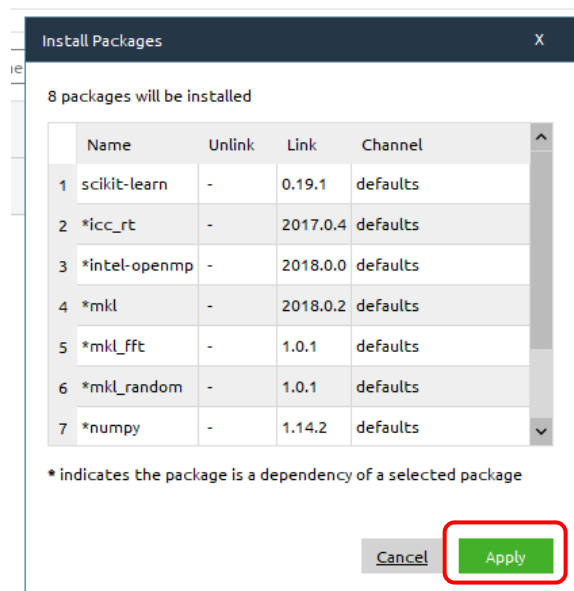 Install Packages X
8 packages will be installed
Name Unlink Link Channel
1 scikit-learn - 0.19.1 defaults
2 *icc_rt - 2017.0.4 defaults
3 *intel-openmp - 2018.0.0 defaults
4 *mkl - 2018.0.2 defaults
5 *mkl_fft - 1.0.1 defaults
6 *mkl_random - 1.0.1 defaults
7 *numpy - 1.14.2 defaults
* indicates the package is a dependency of a selected package
Cancel Apply